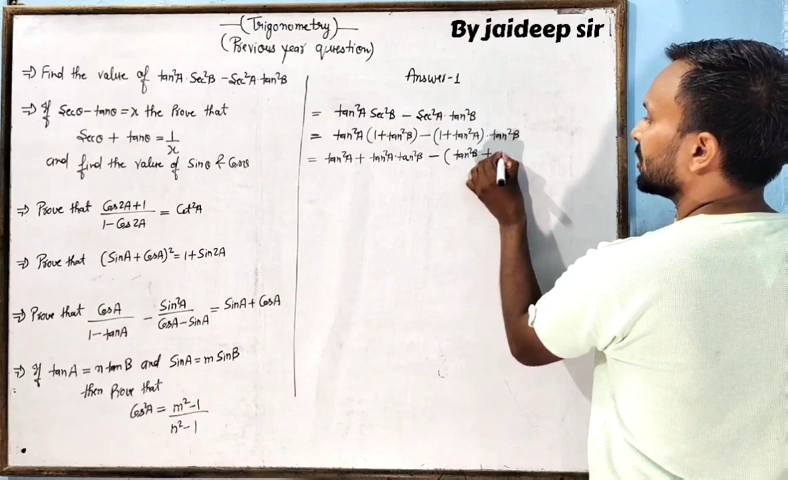 (Trigonometry)
(Previous year question)
By jaideep sir
⇒ Find the value of tan²A · Sec²B − Sec²A · tan²B
⇒ If Secθ − tanθ = x the Prove that
Secθ + tanθ = 1/x
and find the value of Sinθ & Cosθ
⇒ Prove that (Cos2A+1)/(1−Cos2A) = Cot²A
⇒ Prove that (SinA + CosA)² = 1 + Sin2A
⇒ Prove that CosA/(1−tanA) − Sin²A/(CosA−SinA) = SinA + CosA
⇒ If tanA = n tanB and SinA = m SinB
then Prove that
Cos²A = (m²−1)/(n²−1)
Answer-1
= tan²A Sec²B − Sec²A · tan²B
= tan²A (1+tan²B) − (1+tan²A) · tan²B
= tan²A + tan²A · tan²B − (tan²B +